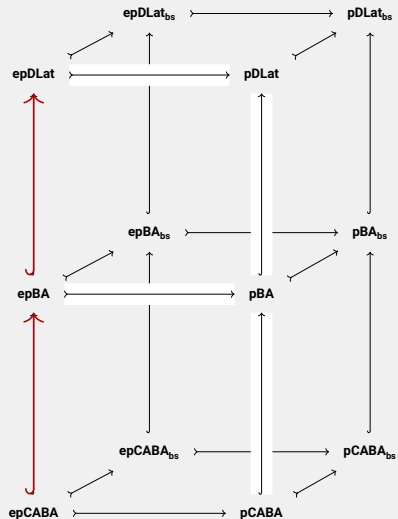 epDLat_bs pDLat_bs
epDLat pDLat
epBA_bs pBA_bs
epBA pBA
epCABA_bs pCABA_bs
epCABA pCABA